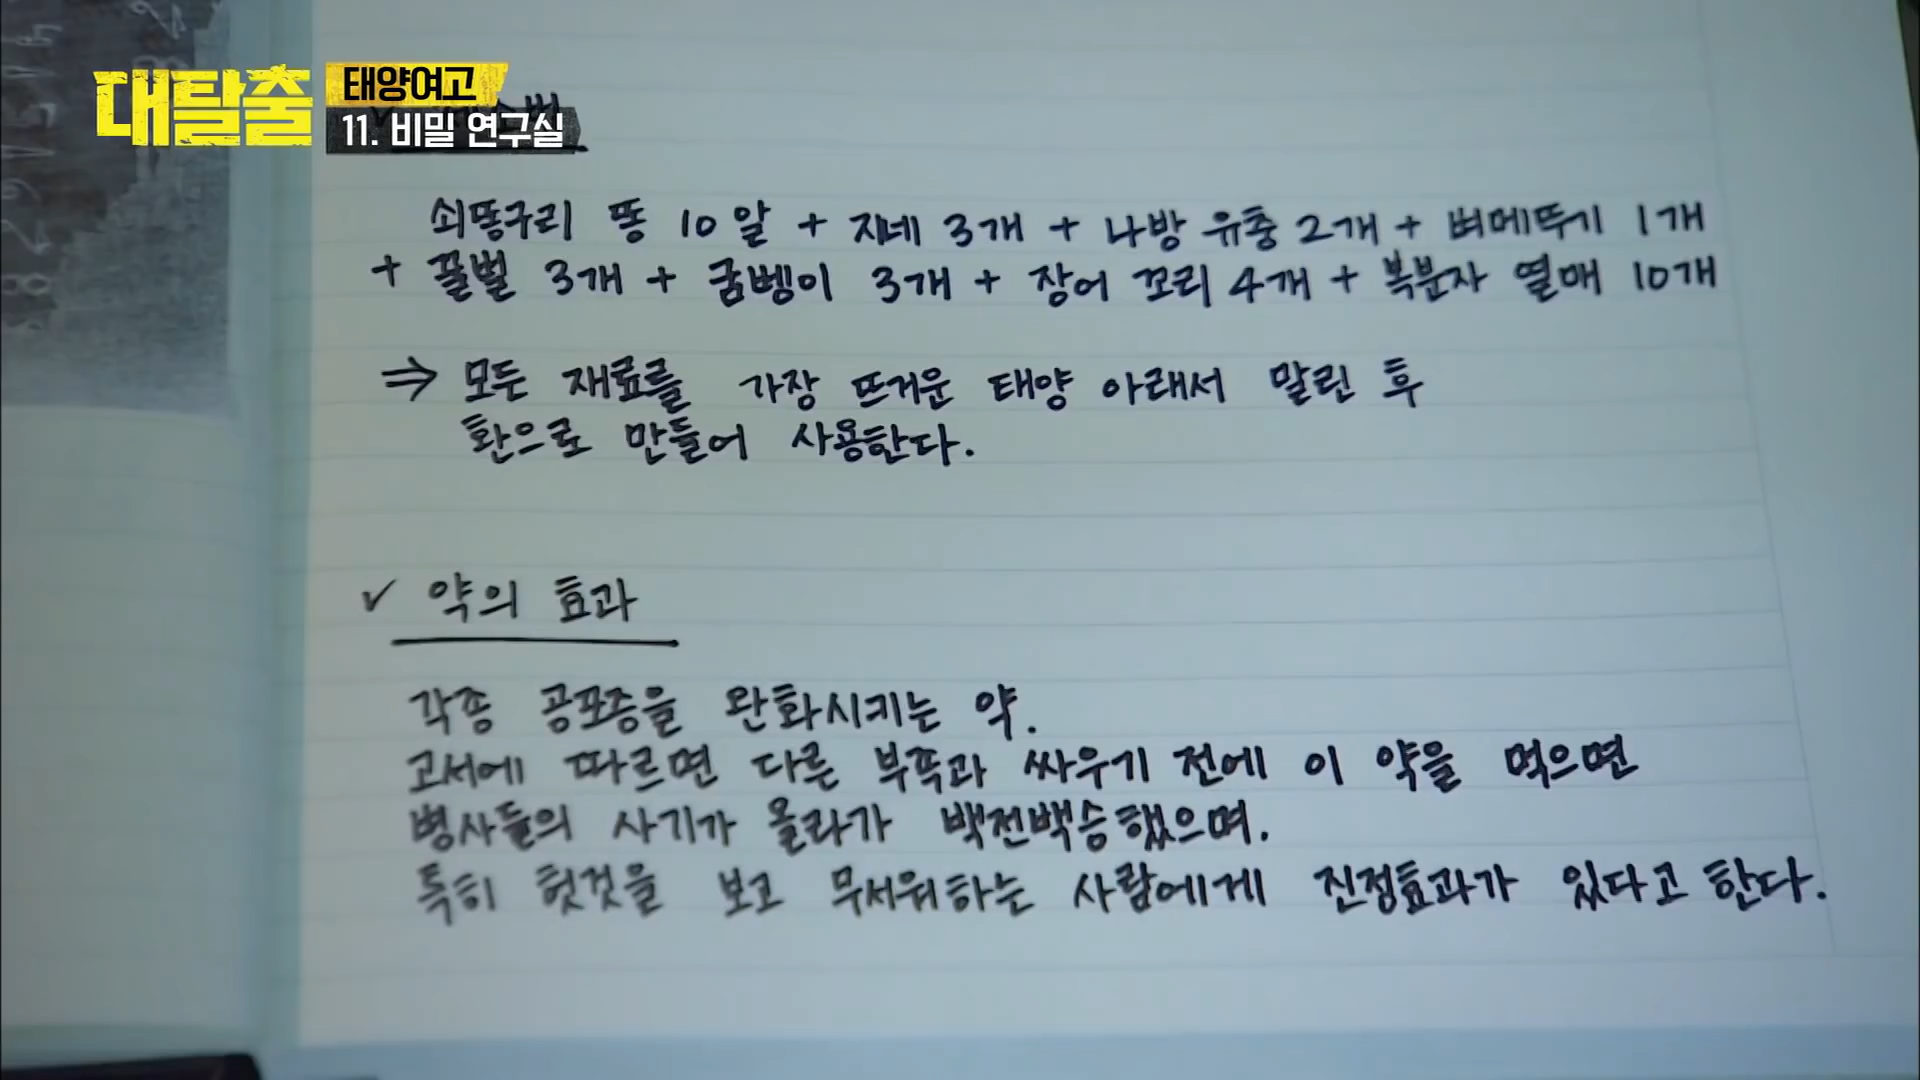 대탈출
태양여고
11. 비밀 연구실
쇠똥구리 똥 10알 + 지네 3개 + 나방 유충 2개 + 벼메뚜기 1개
+ 꿀벌 3개 + 굼벵이 3개 + 장어 꼬리 4개 + 복분자 열매 10개
⇒ 모든 재료를 가장 뜨거운 태양 아래서 말린 후
환으로 만들어 사용한다.
✓ 약의 효과
각종 공포증을 완화시키는 약.
고서에 따르면 다른 부족과 싸우기 전에 이 약을 먹으면
병사들의 사기가 올라가 백전백승했으며.
특히 헛것을 보고 무서워하는 사람에게 진정효과가 있다고 한다.